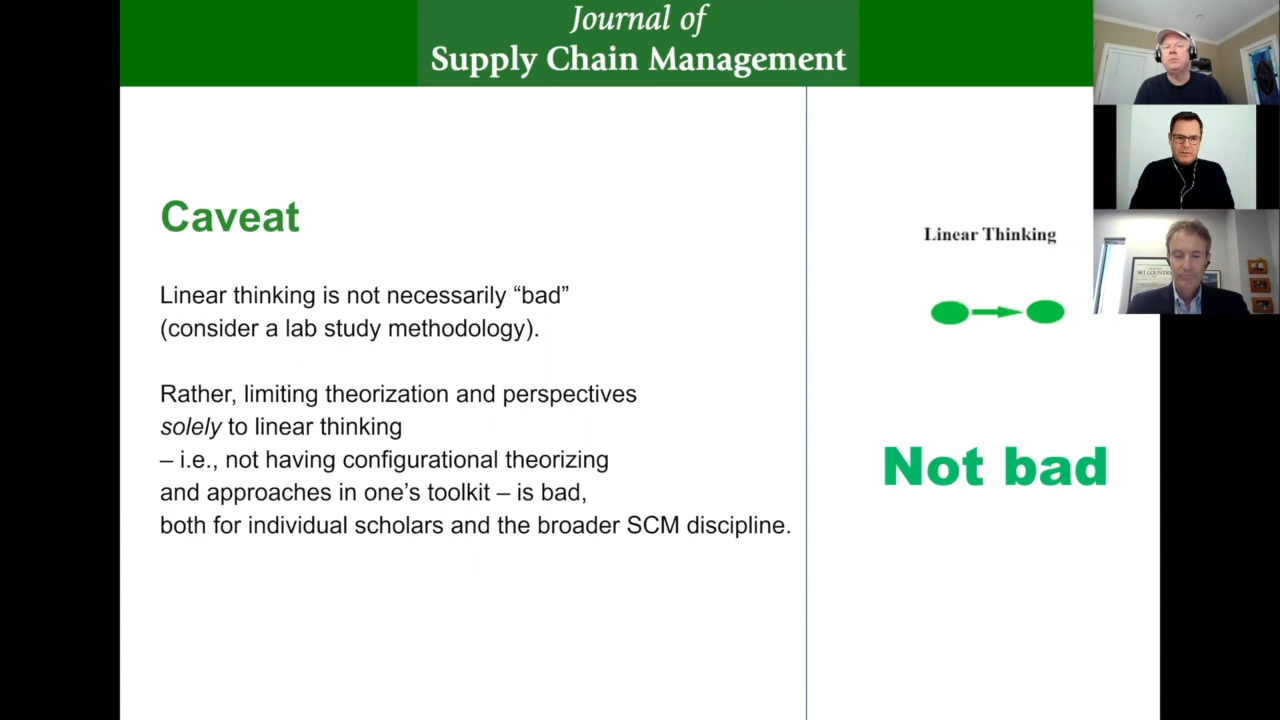 Journal of
Supply Chain Management
Caveat
Linear thinking is not necessarily “bad”
(consider a lab study methodology).
Rather, limiting theorization and perspectives
solely to linear thinking
– i.e., not having configurational theorizing
and approaches in one’s toolkit – is bad,
both for individual scholars and the broader SCM discipline.
Linear Thinking
Not bad